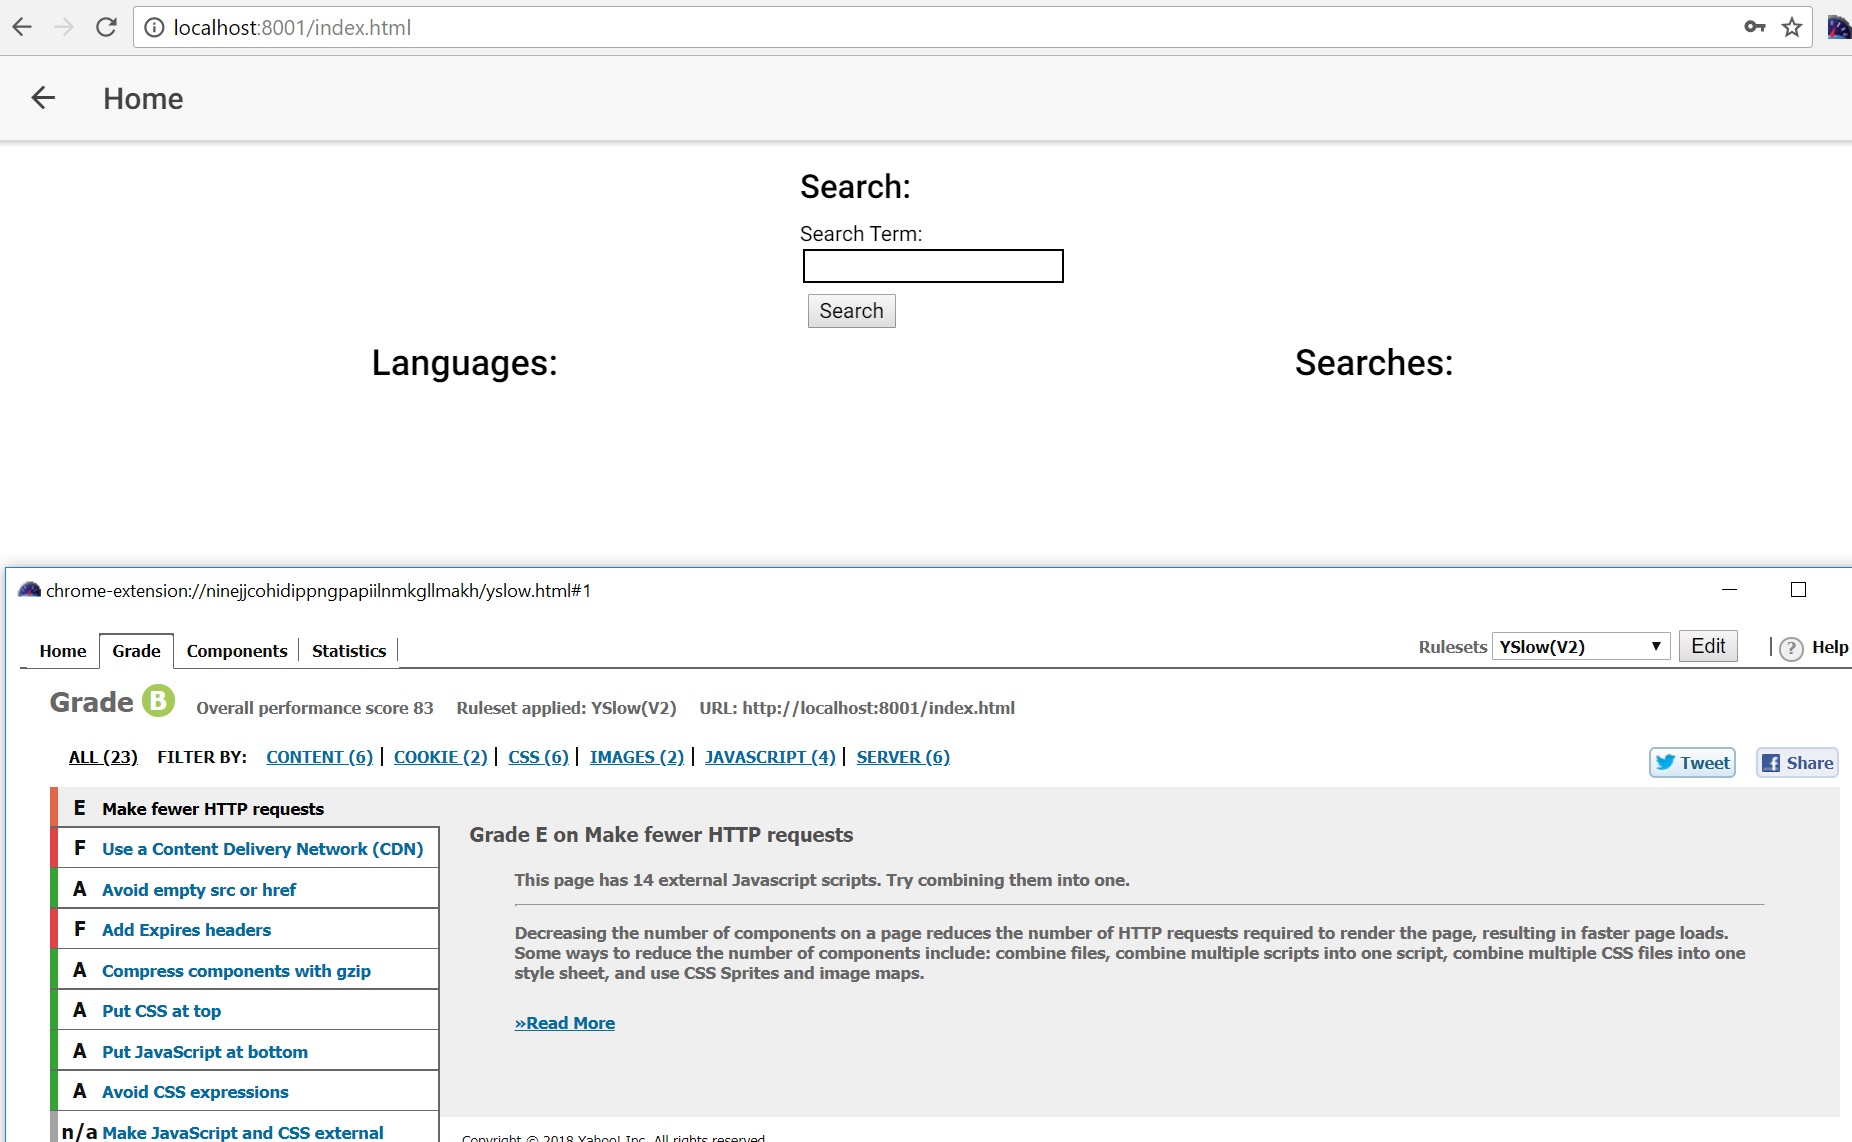 localhost:8001/index.html
Home
Search:
Search Term:
Search
Languages: Searches:
chrome-extension://ninejjcohidippngpapiilnmkgllmakh/yslow.html#1
Home Grade Components Statistics Rulesets YSlow(V2) Edit ? Help
Grade B Overall performance score 83 Ruleset applied: YSlow(V2) URL: http://localhost:8001/index.html
ALL (23) FILTER BY: CONTENT (6) | COOKIE (2) | CSS (6) | IMAGES (2) | JAVASCRIPT (4) | SERVER (6)
Tweet Share
E Make fewer HTTP requests
F Use a Content Delivery Network (CDN)
A Avoid empty src or href
F Add Expires headers
A Compress components with gzip
A Put CSS at top
A Put JavaScript at bottom
A Avoid CSS expressions
n/a Make JavaScript and CSS external
Grade E on Make fewer HTTP requests
This page has 14 external Javascript scripts. Try combining them into one.
Decreasing the number of components on a page reduces the number of HTTP requests required to render the page, resulting in faster page loads.
Some ways to reduce the number of components include: combine files, combine multiple scripts into one script, combine multiple CSS files into one
style sheet, and use CSS Sprites and image maps.
»Read More
Copyright © 2018 Yahoo! Inc. All rights reserved.